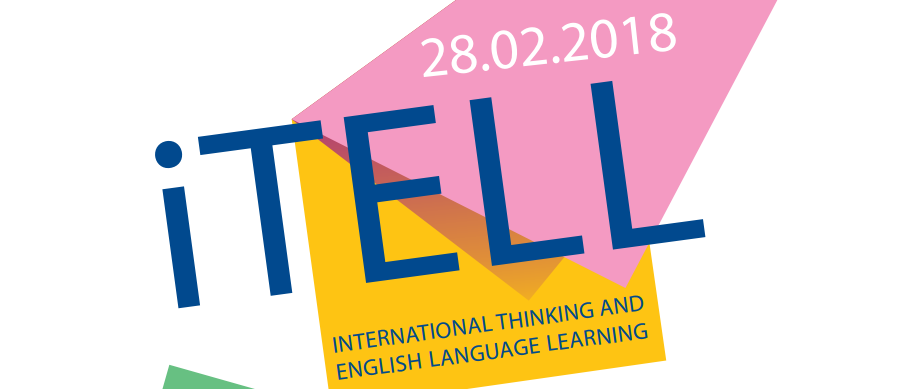 28.02.2018
iTELL
INTERNATIONAL THINKING AND
ENGLISH LANGUAGE LEARNING